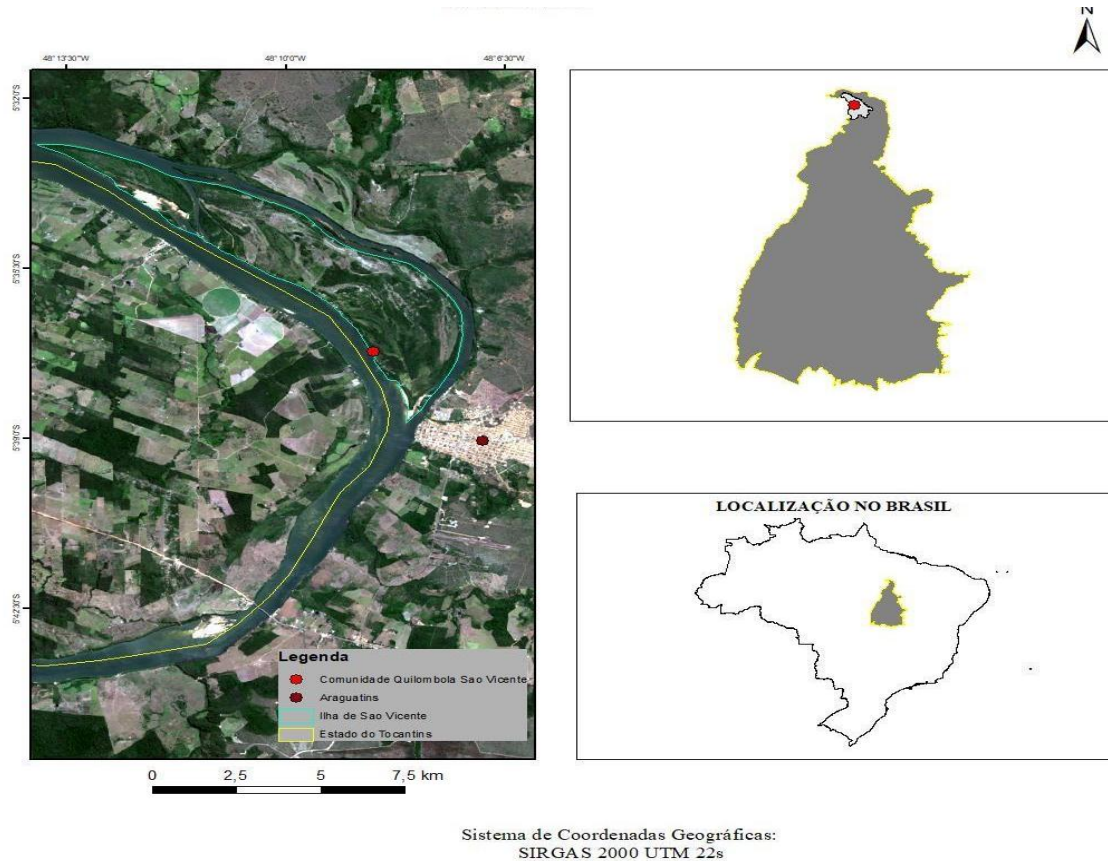 N
48°13'30"W
48°10'0"W
48°6'30"W
5°32'0"S
5°35'30"S
5°39'0"S
5°42'30"S
Legenda
Comunidade Quilombola Sao Vicente
Araguatins
Ilha de Sao Vicente
Estado do Tocantins
0 2,5 5 7,5 km
LOCALIZAÇÃO NO BRASIL
Sistema de Coordenadas Geográficas:
SIRGAS 2000 UTM 22s